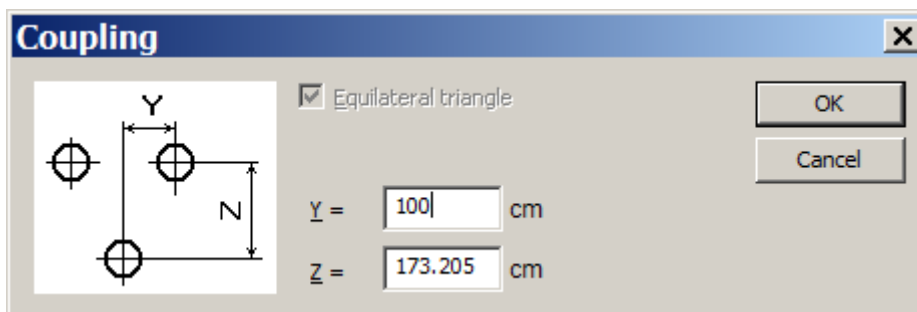 Coupling
Y
Z
Equilateral triangle
Y = 100 cm
Z = 173.205 cm
OK
Cancel